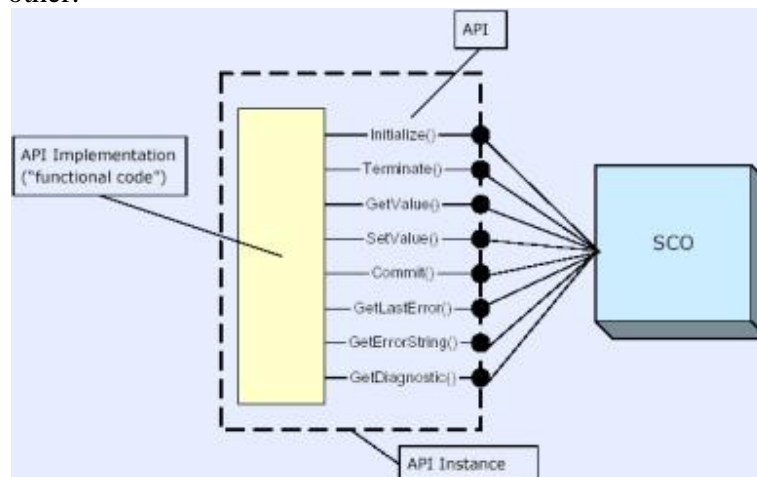 other.
API
API Implementation
("functional code")
Initialize()
Terminate()
GetValue()
SetValue()
Commit()
GetLastError()
GetErrorString()
GetDiagnostic()
SCO
API Instance